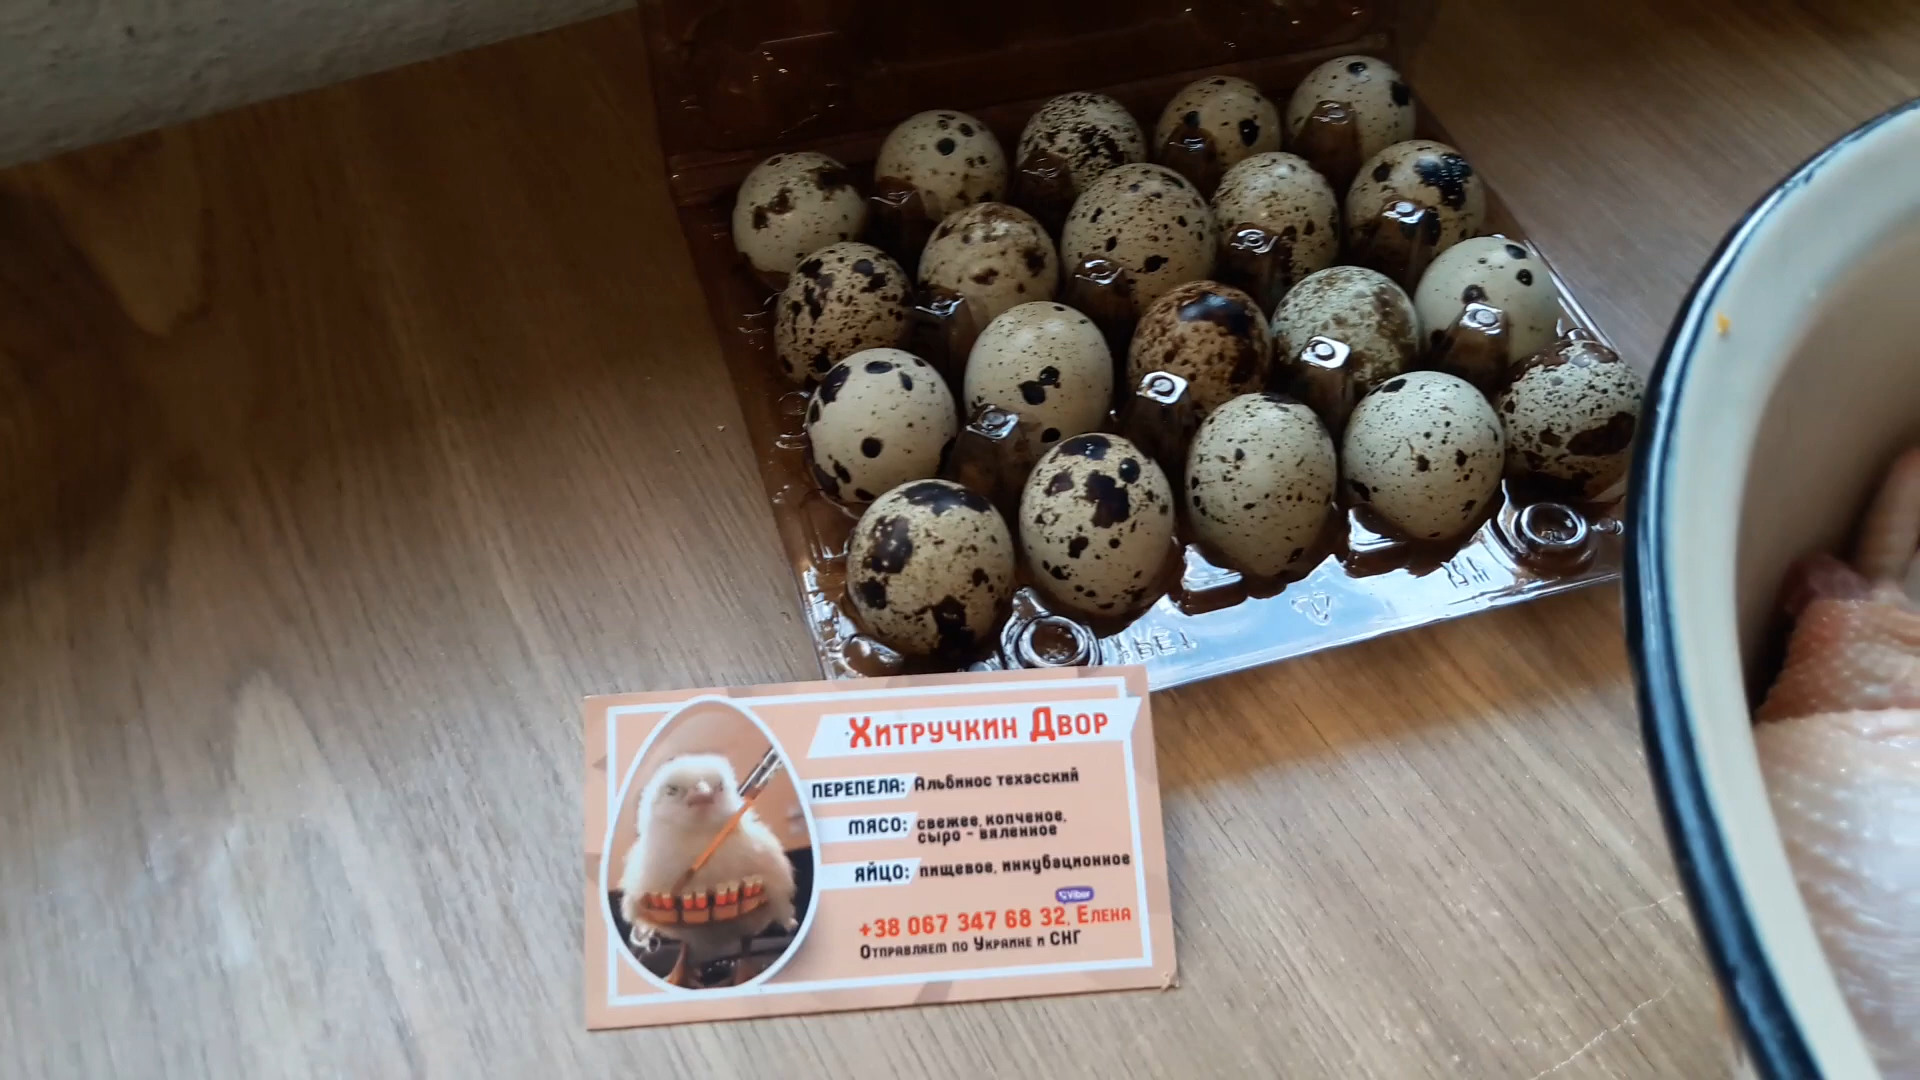 Хитручкин Двор
ПЕРЕПЕЛА: Альбинос техасский
МЯСО: свежее, копченое,
сыро - вяленное
ЯЙЦО: пищевое, инкубационное
Viber
+38 067 347 68 32, Елена
Отправляем по Украине и СНГ